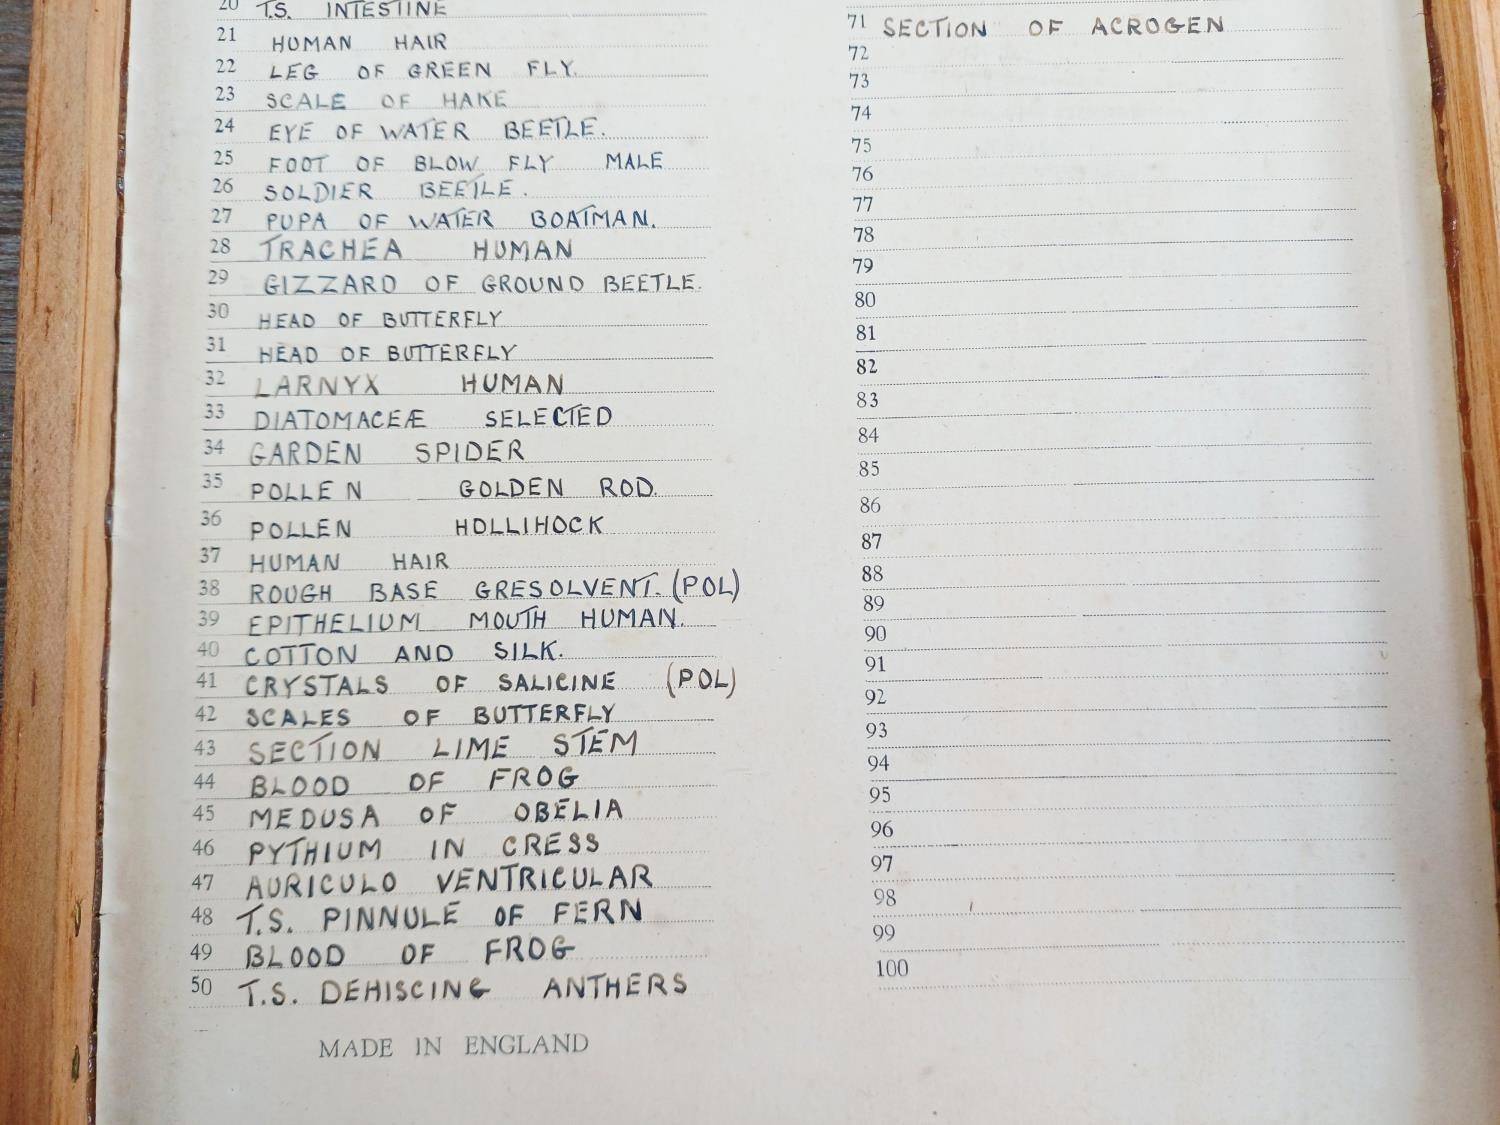 20 T.S. INTESTINE
21 HUMAN HAIR
22 LEG OF GREEN FLY.
23 SCALE OF HAKE
24 EYE OF WATER BEETLE.
25 FOOT OF BLOW FLY MALE
26 SOLDIER BEETLE.
27 PUPA OF WATER BOATMAN.
28 TRACHEA HUMAN
29 GIZZARD OF GROUND BEETLE.
30 HEAD OF BUTTERFLY
31 HEAD OF BUTTERFLY
32 LARNYX HUMAN
33 DIATOMACEÆ SELECTED
34 GARDEN SPIDER
35 POLLEN GOLDEN ROD.
36 POLLEN HOLLIHOCK
37 HUMAN HAIR
38 ROUGH BASE GRESOLVENT. (POL)
39 EPITHELIUM MOUTH HUMAN.
40 COTTON AND SILK.
41 CRYSTALS OF SALICINE (POL)
42 SCALES OF BUTTERFLY
43 SECTION LIME STEM
44 BLOOD OF FROG
45 MEDUSA OF OBELIA
46 PYTHIUM IN CRESS
47 AURICULO VENTRICULAR
48 T.S. PINNULE OF FERN
49 BLOOD OF FROG
50 T.S. DEHISCING ANTHERS
MADE IN ENGLAND
71 SECTION OF ACROGEN
72
73
74
75
76
77
78
79
80
81
82
83
84
85
86
87
88
89
90
91
92
93
94
95
96
97
98
99
100